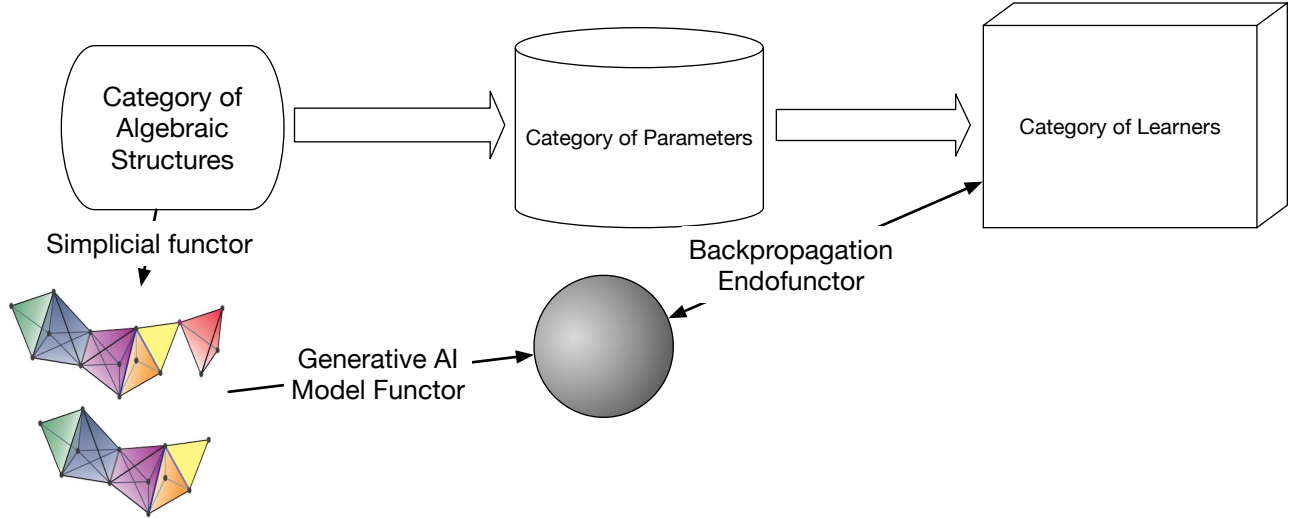 Category of
Algebraic
Structures
Category of Parameters
Category of Learners
Simplicial functor
Backpropagation
Endofunctor
Generative AI
Model Functor